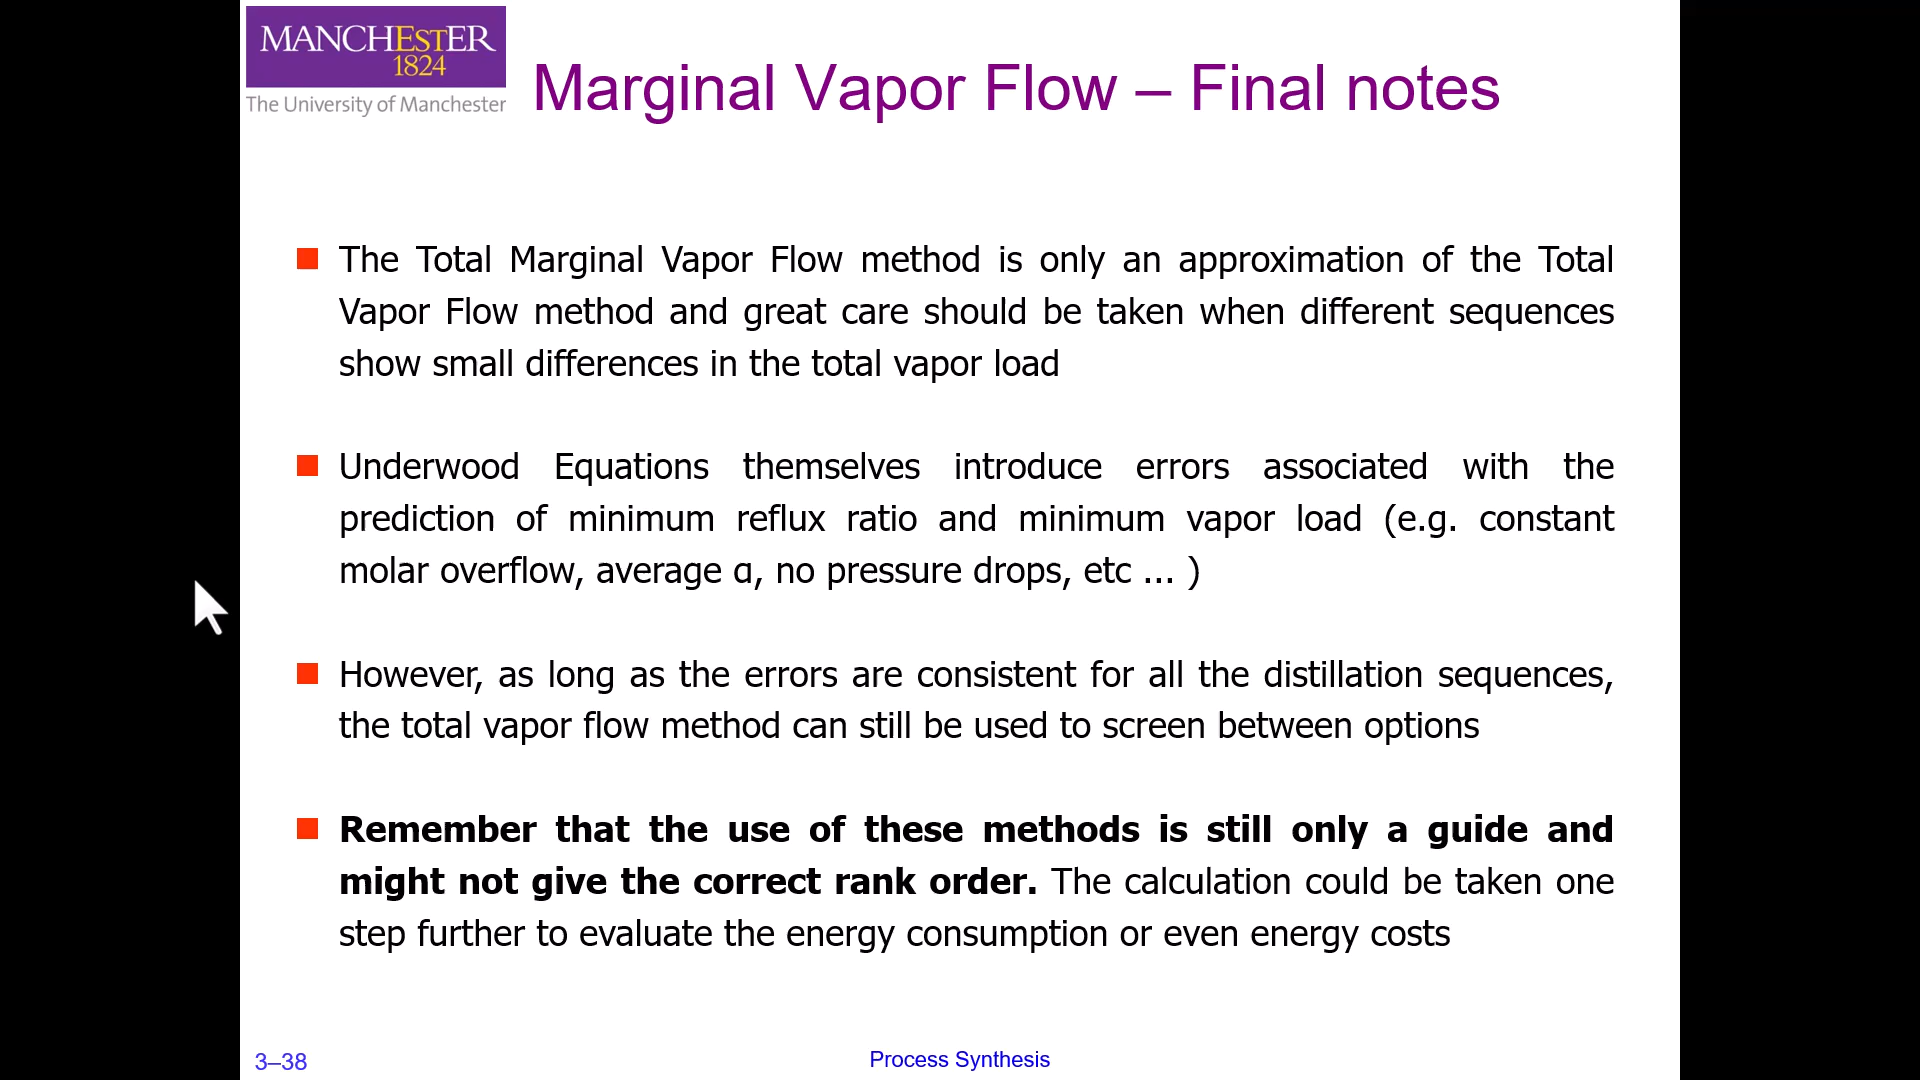 MANCHESTER
1824
The University of Manchester
Marginal Vapor Flow – Final notes
The Total Marginal Vapor Flow method is only an approximation of the Total
Vapor Flow method and great care should be taken when different sequences
show small differences in the total vapor load
Underwood Equations themselves introduce errors associated with the
prediction of minimum reflux ratio and minimum vapor load (e.g. constant
molar overflow, average α, no pressure drops, etc ... )
However, as long as the errors are consistent for all the distillation sequences,
the total vapor flow method can still be used to screen between options
Remember that the use of these methods is still only a guide and
might not give the correct rank order. The calculation could be taken one
step further to evaluate the energy consumption or even energy costs
3–38
Process Synthesis